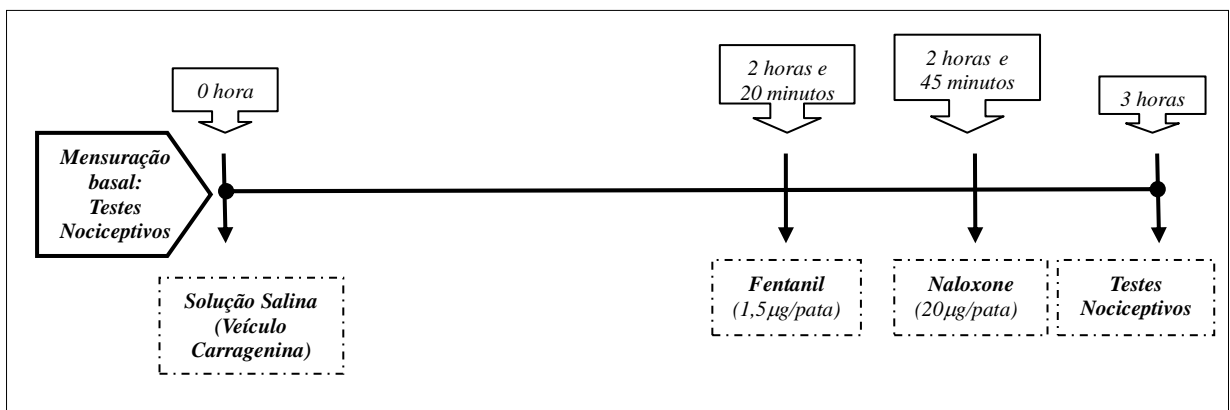 0 hora
2 horas e
20 minutos
2 horas e
45 minutos
3 horas
Mensuração
basal:
Testes
Nociceptivos
Solução Salina
(Veículo
Carragenina)
Fentanil
(1,5μg/pata)
Naloxone
(20μg/pata)
Testes
Nociceptivos